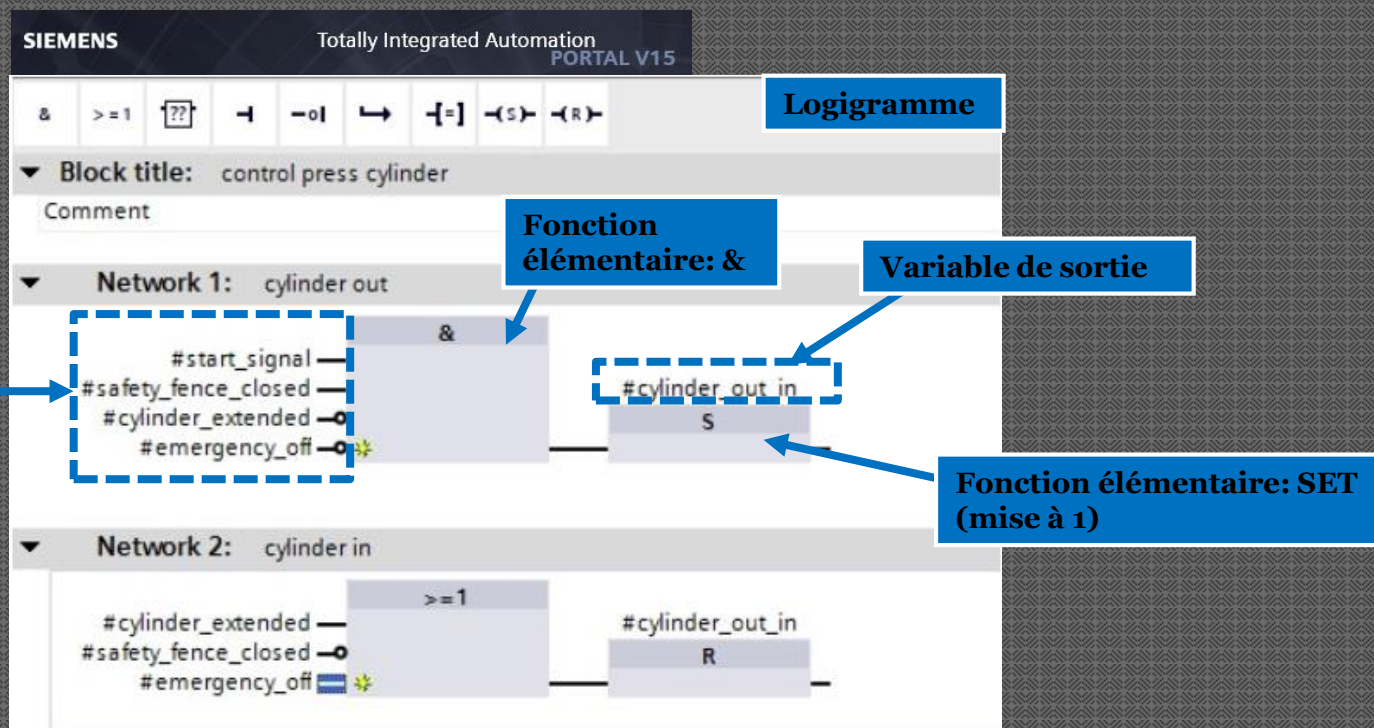 SIEMENS Totally Integrated Automation
PORTAL V15
Logigramme
& >=1 ?? [=] (S) (R)
Block title: control press cylinder
Comment
Fonction
élémentaire: &
Variable de sortie
Network 1: cylinder out
&
#start_signal
#safety_fence_closed
#cylinder_extended
#emergency_off
#cylinder_out_in
S
Fonction élémentaire: SET
(mise à 1)
Network 2: cylinder in
>=1
#cylinder_extended
#safety_fence_closed
#emergency_off
#cylinder_out_in
R